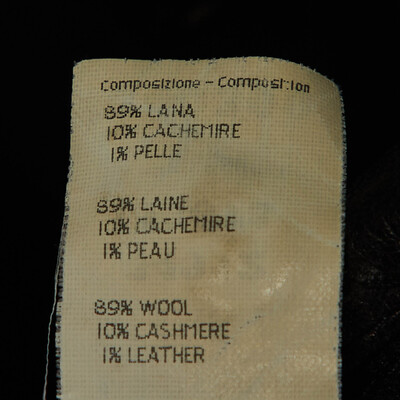 Composizione - Composition
89% LANA
10% CACHEMIRE
1% PELLE
89% LAINE
10% CACHEMIRE
1% PEAU
89% WOOL
10% CASHMERE
1% LEATHER